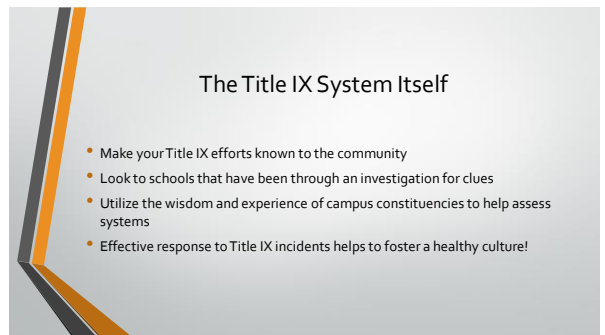 The Title IX System Itself
• Make your Title IX efforts known to the community
• Look to schools that have been through an investigation for clues
• Utilize the wisdom and experience of campus constituencies to help assess
systems
• Effective response to Title IX incidents helps to foster a healthy culture!